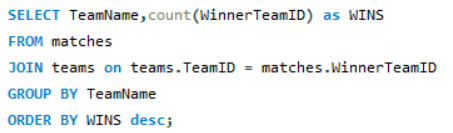 SELECT TeamName,count(WinnerTeamID) as WINS
FROM matches
JOIN teams on teams.TeamID = matches.WinnerTeamID
GROUP BY TeamName
ORDER BY WINS desc;